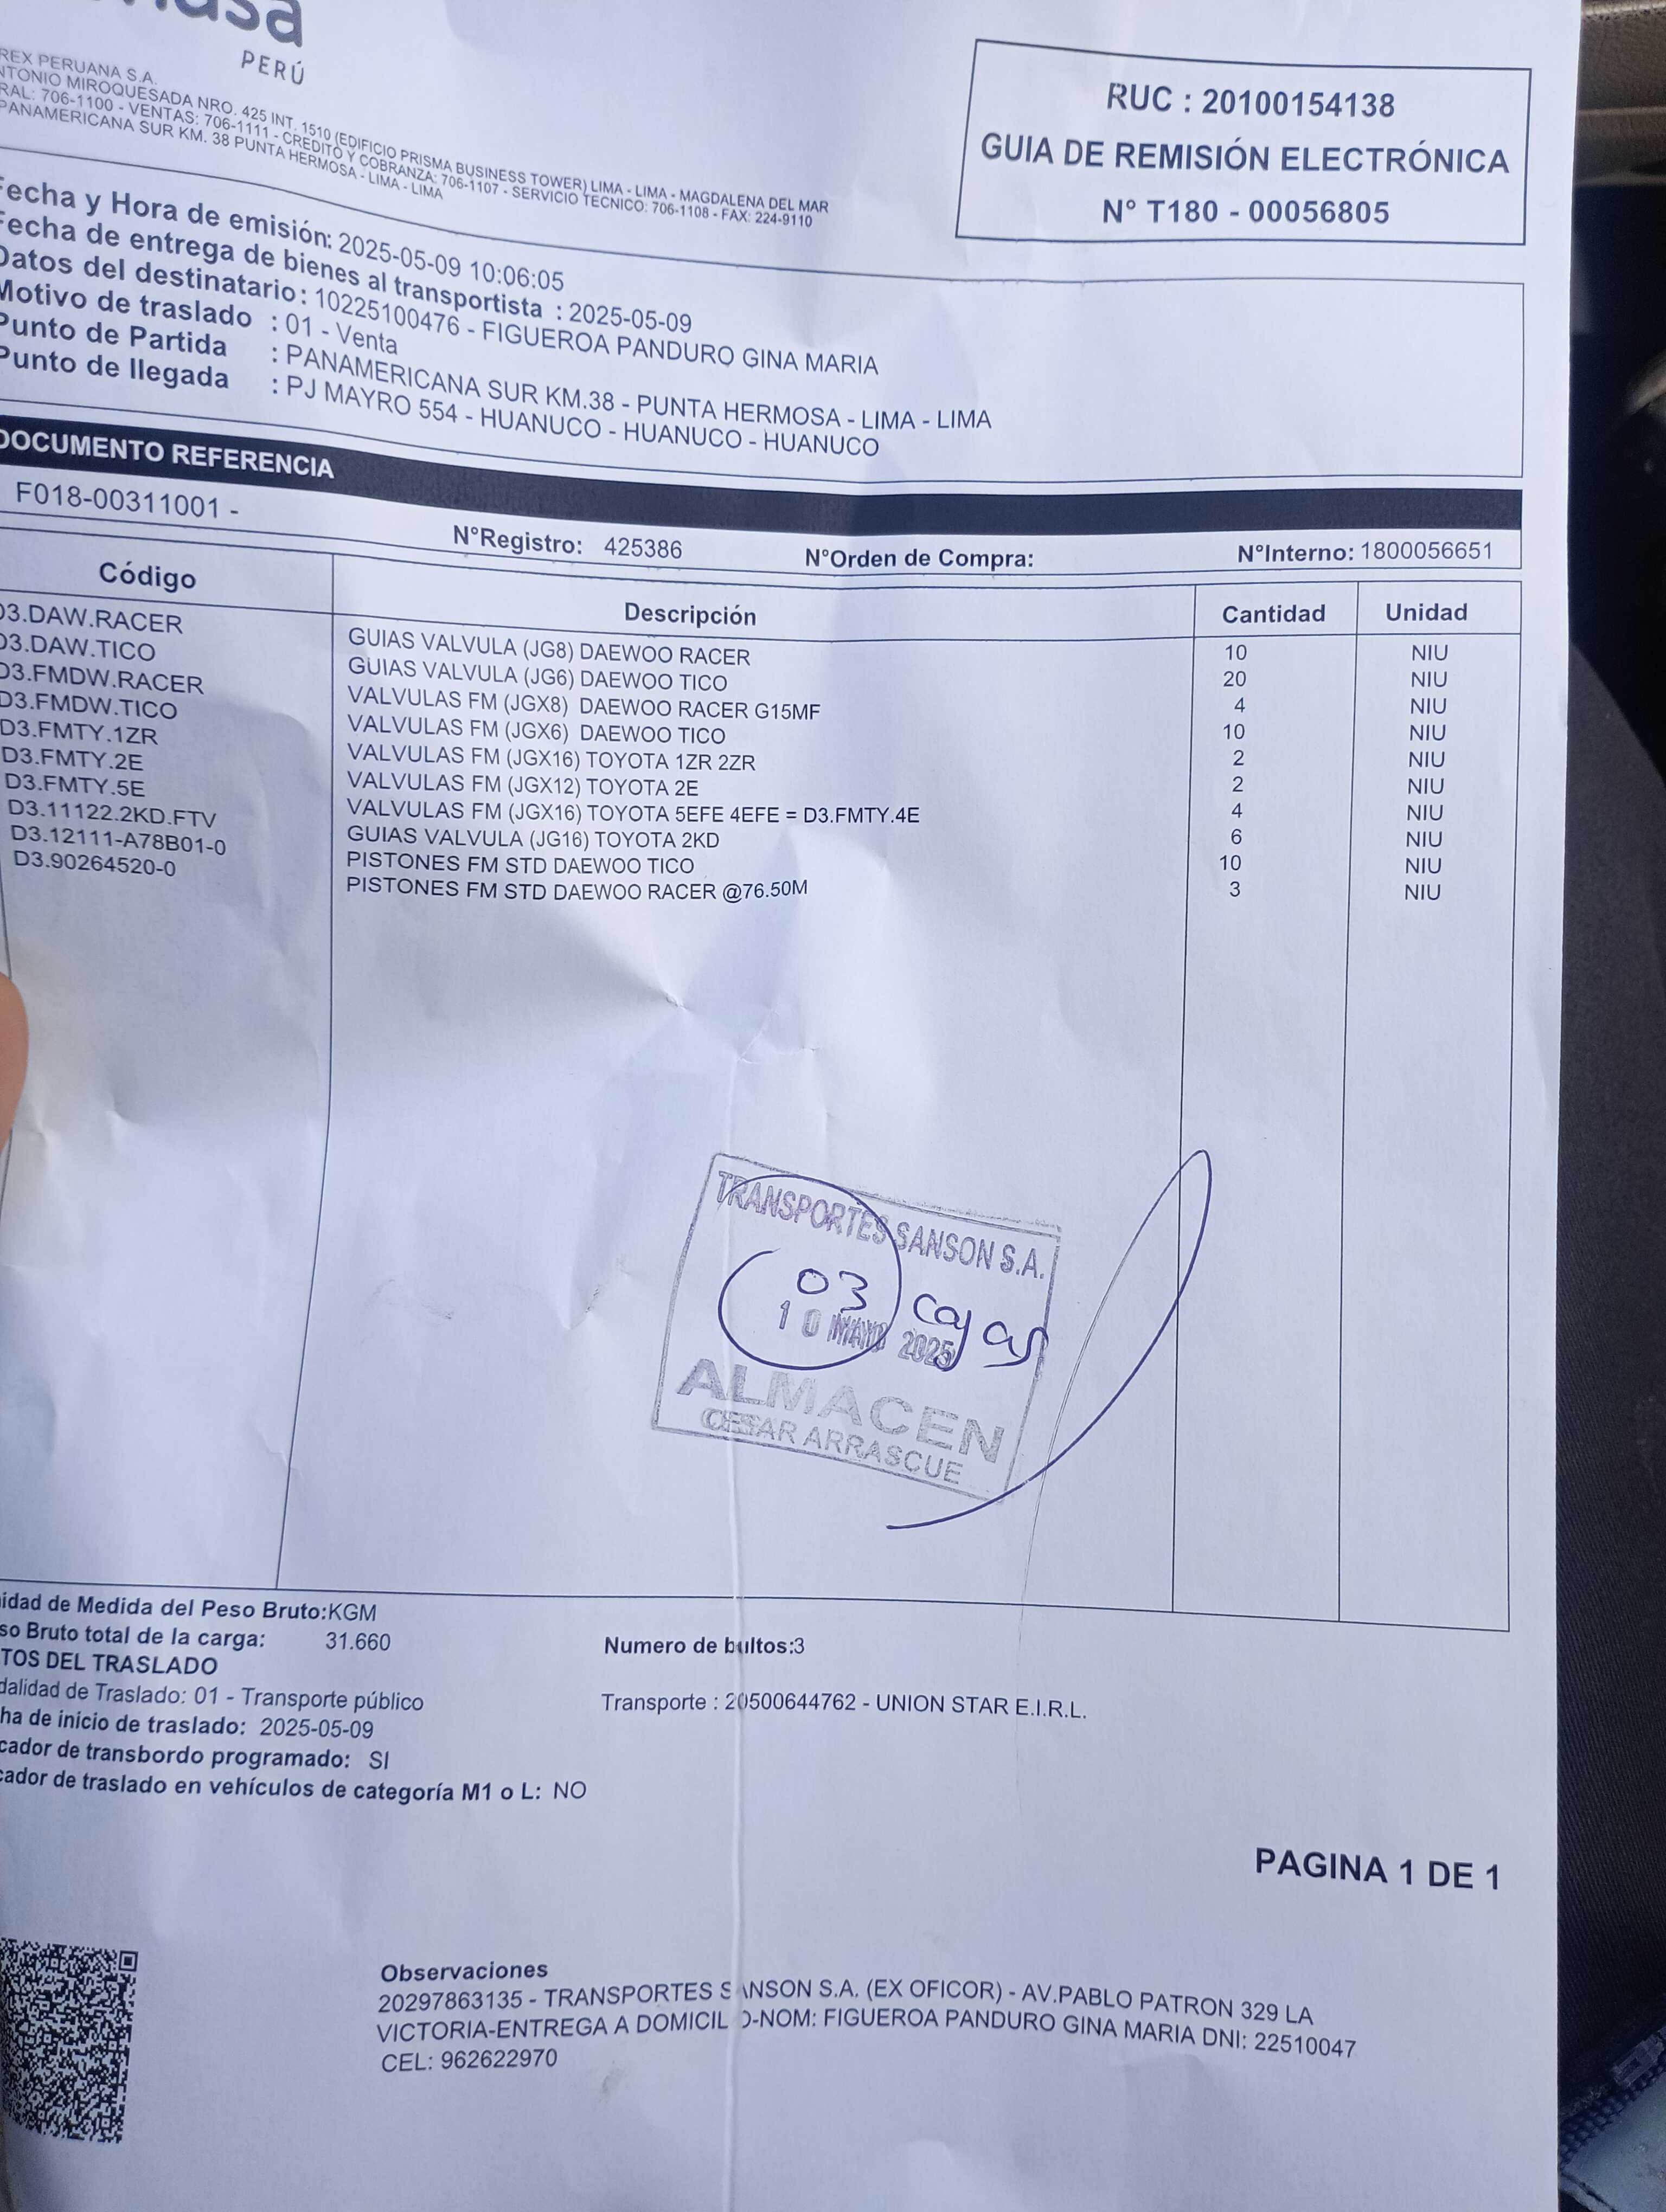 PERÚ
REX PERUANA S.A.
NTONIO MIROQUESADA NRO. 425 INT. 1510 (EDIFICIO PRISMA BUSINESS TOWER) LIMA - LIMA - MAGDALENA DEL MAR
RAL: 706-1100 - VENTAS: 706-1111 - CREDITO Y COBRANZA: 706-1107 - SERVICIO TECNICO: 706-1108 - FAX: 224-9110
PANAMERICANA SUR KM. 38 PUNTA HERMOSA - LIMA - LIMA
RUC : 20100154138
GUIA DE REMISIÓN ELECTRÓNICA
N° T180 - 00056805
Fecha y Hora de emisión: 2025-05-09 10:06:05
Fecha de entrega de bienes al transportista : 2025-05-09
Datos del destinatario: 10225100476 - FIGUEROA PANDURO GINA MARIA
Motivo de traslado : 01 - Venta
Punto de Partida : PANAMERICANA SUR KM.38 - PUNTA HERMOSA - LIMA - LIMA
Punto de llegada : PJ MAYRO 554 - HUANUCO - HUANUCO - HUANUCO
DOCUMENTO REFERENCIA
F018-00311001 -
N°Registro: 425386 N°Orden de Compra: N°Interno: 1800056651
Código Descripción Cantidad Unidad
D3.DAW.RACER GUIAS VALVULA (JG8) DAEWOO RACER 10 NIU
D3.DAW.TICO GUIAS VALVULA (JG6) DAEWOO TICO 20 NIU
D3.FMDW.RACER VALVULAS FM (JGX8) DAEWOO RACER G15MF 4 NIU
D3.FMDW.TICO VALVULAS FM (JGX6) DAEWOO TICO 10 NIU
D3.FMTY.1ZR VALVULAS FM (JGX16) TOYOTA 1ZR 2ZR 2 NIU
D3.FMTY.2E VALVULAS FM (JGX12) TOYOTA 2E 2 NIU
D3.FMTY.5E VALVULAS FM (JGX16) TOYOTA 5EFE 4EFE = D3.FMTY.4E 4 NIU
D3.11122.2KD.FTV GUIAS VALVULA (JG16) TOYOTA 2KD 6 NIU
D3.12111-A78B01-0 PISTONES FM STD DAEWOO TICO 10 NIU
D3.90264520-0 PISTONES FM STD DAEWOO RACER @76.50M 3 NIU
TRANSPORTES SANSON S.A.
03 cajas
10 MAYO 2025
ALMACEN
CESAR ARRASCUE
idad de Medida del Peso Bruto:KGM
so Bruto total de la carga: 31.660 Numero de bultos:3
TOS DEL TRASLADO
dalidad de Traslado: 01 - Transporte público Transporte : 20500644762 - UNION STAR E.I.R.L.
ha de inicio de traslado: 2025-05-09
cador de transbordo programado: SI
cador de traslado en vehículos de categoría M1 o L: NO
PAGINA 1 DE 1
Observaciones
20297863135 - TRANSPORTES SANSON S.A. (EX OFICOR) - AV.PABLO PATRON 329 LA
VICTORIA-ENTREGA A DOMICIL O-NOM: FIGUEROA PANDURO GINA MARIA DNI: 22510047
CEL: 962622970